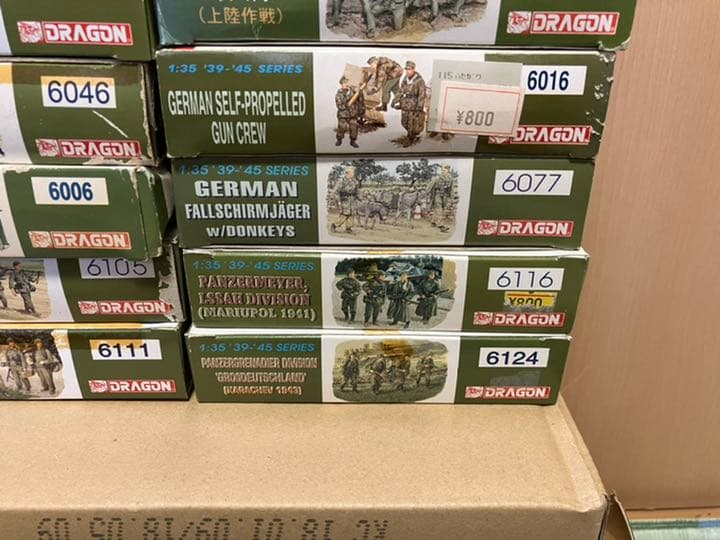 DRAGON
6046
DRAGON
6006
DRAGON
6105
DRAGON
6111
DRAGON
(上陸作戦)
DRAGON
1:35 '39-'45 SERIES
GERMAN SELF-PROPELLED
GUN CREW
¥800
6016
DRAGON
1:35 '39-'45 SERIES
GERMAN
FALLSCHIRMJÄGER
w/DONKEYS
6077
DRAGON
1:35 '39-'45 SERIES
PANZERMEYER,
LSSAH DIVISION
(MARIUPOL 1941)
6116
¥800
DRAGON
1:35 '39-'45 SERIES
PANZERGRENADIER DIVISION
'GROßDEUTSCHLAND'
(KARACHEV 1943)
6124
DRAGON